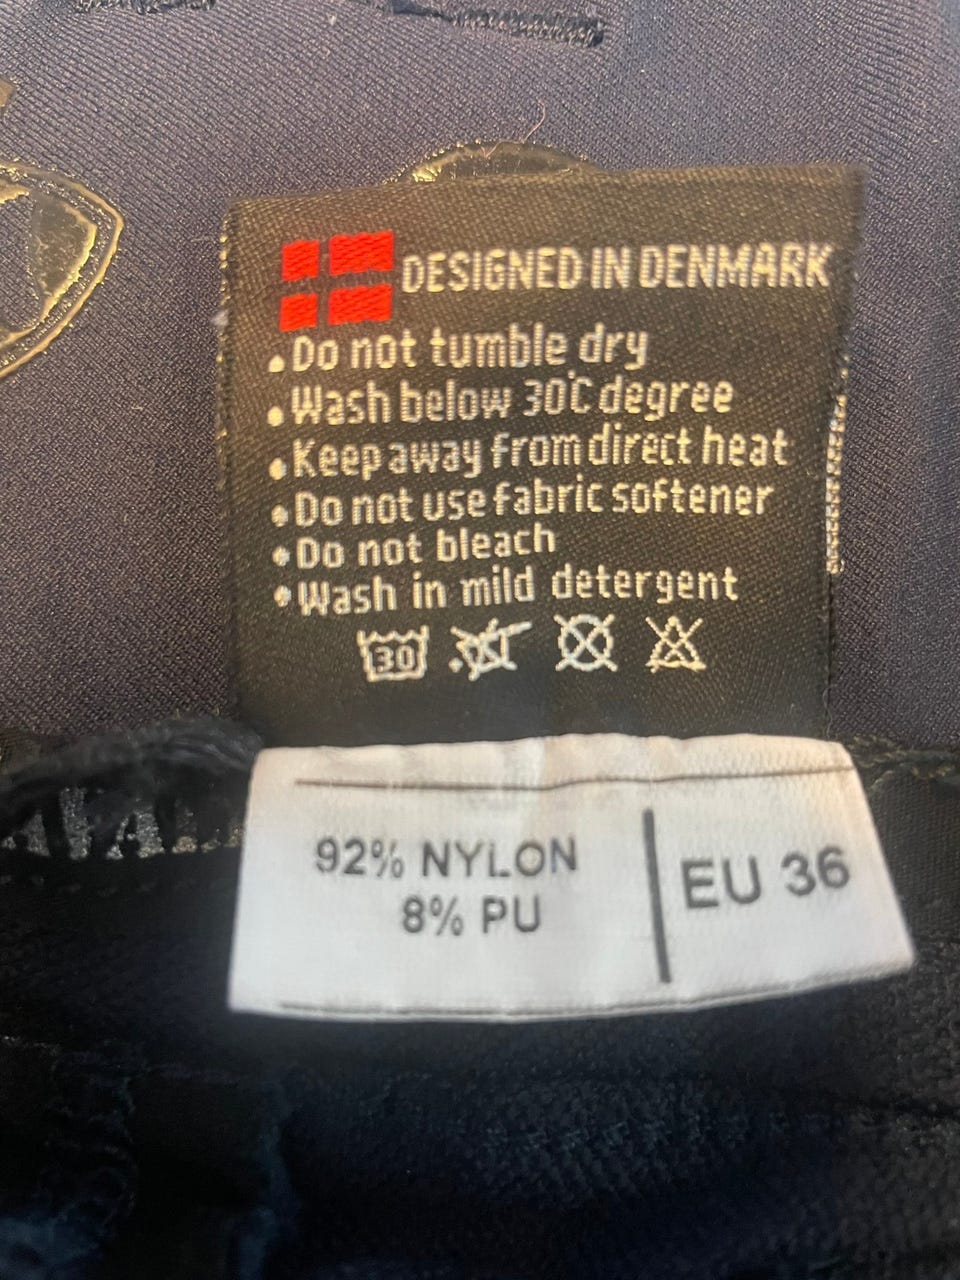 DESIGNED IN DENMARK
•Do not tumble dry
•Wash below 30°C degree
•Keep away from direct heat
•Do not use fabric softener
•Do not bleach
•Wash in mild detergent
30
92% NYLON
8% PU
EU 36